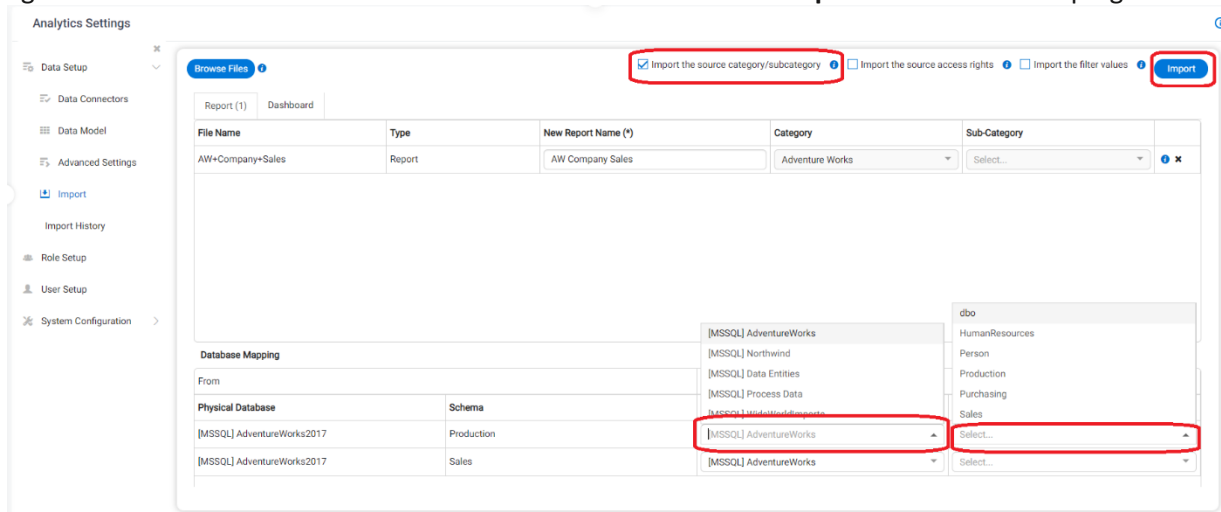 Analytics Settings
Data Setup
Data Connectors
Data Model
Advanced Settings
Import
Import History
Role Setup
User Setup
System Configuration
Browse Files
Import the source category/subcategory
Import the source access rights
Import the filter values
Import
Report (1) Dashboard
File Name Type New Report Name (*) Category Sub-Category
AW+Company+Sales Report AW Company Sales Adventure Works Select...
dbo
[MSSQL] AdventureWorks HumanResources
[MSSQL] Northwind Person
[MSSQL] Data Entities Production
[MSSQL] Process Data Purchasing
[MSSQL] WideWorldImports Sales
Database Mapping
From
Physical Database Schema
[MSSQL] AdventureWorks2017 Production [MSSQL] AdventureWorks Select...
[MSSQL] AdventureWorks2017 Sales [MSSQL] AdventureWorks Select...